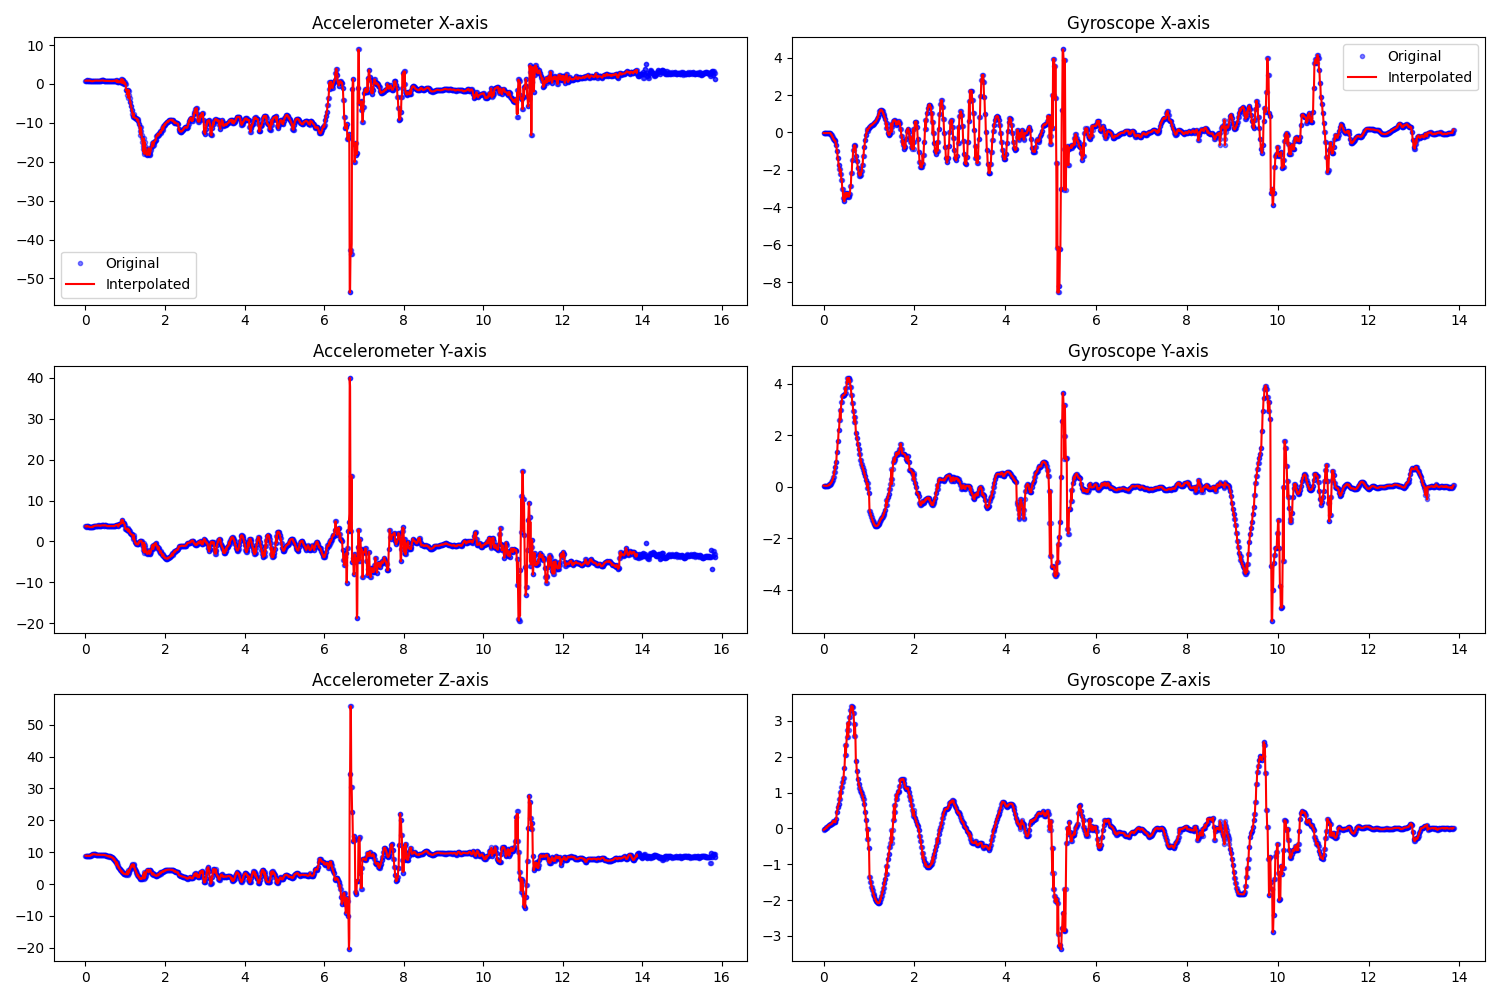 Accelerometer X-axis
10
0
−10
−20
−30
−40
−50
Original
Interpolated
0 2 4 6 8 10 12 14 16
Gyroscope X-axis
4
2
0
−2
−4
−6
−8
Original
Interpolated
0 2 4 6 8 10 12 14
Accelerometer Y-axis
40
30
20
10
0
−10
−20
0 2 4 6 8 10 12 14 16
Gyroscope Y-axis
4
2
0
−2
−4
0 2 4 6 8 10 12 14
Accelerometer Z-axis
50
40
30
20
10
0
−10
−20
0 2 4 6 8 10 12 14 16
Gyroscope Z-axis
3
2
1
0
−1
−2
−3
0 2 4 6 8 10 12 14